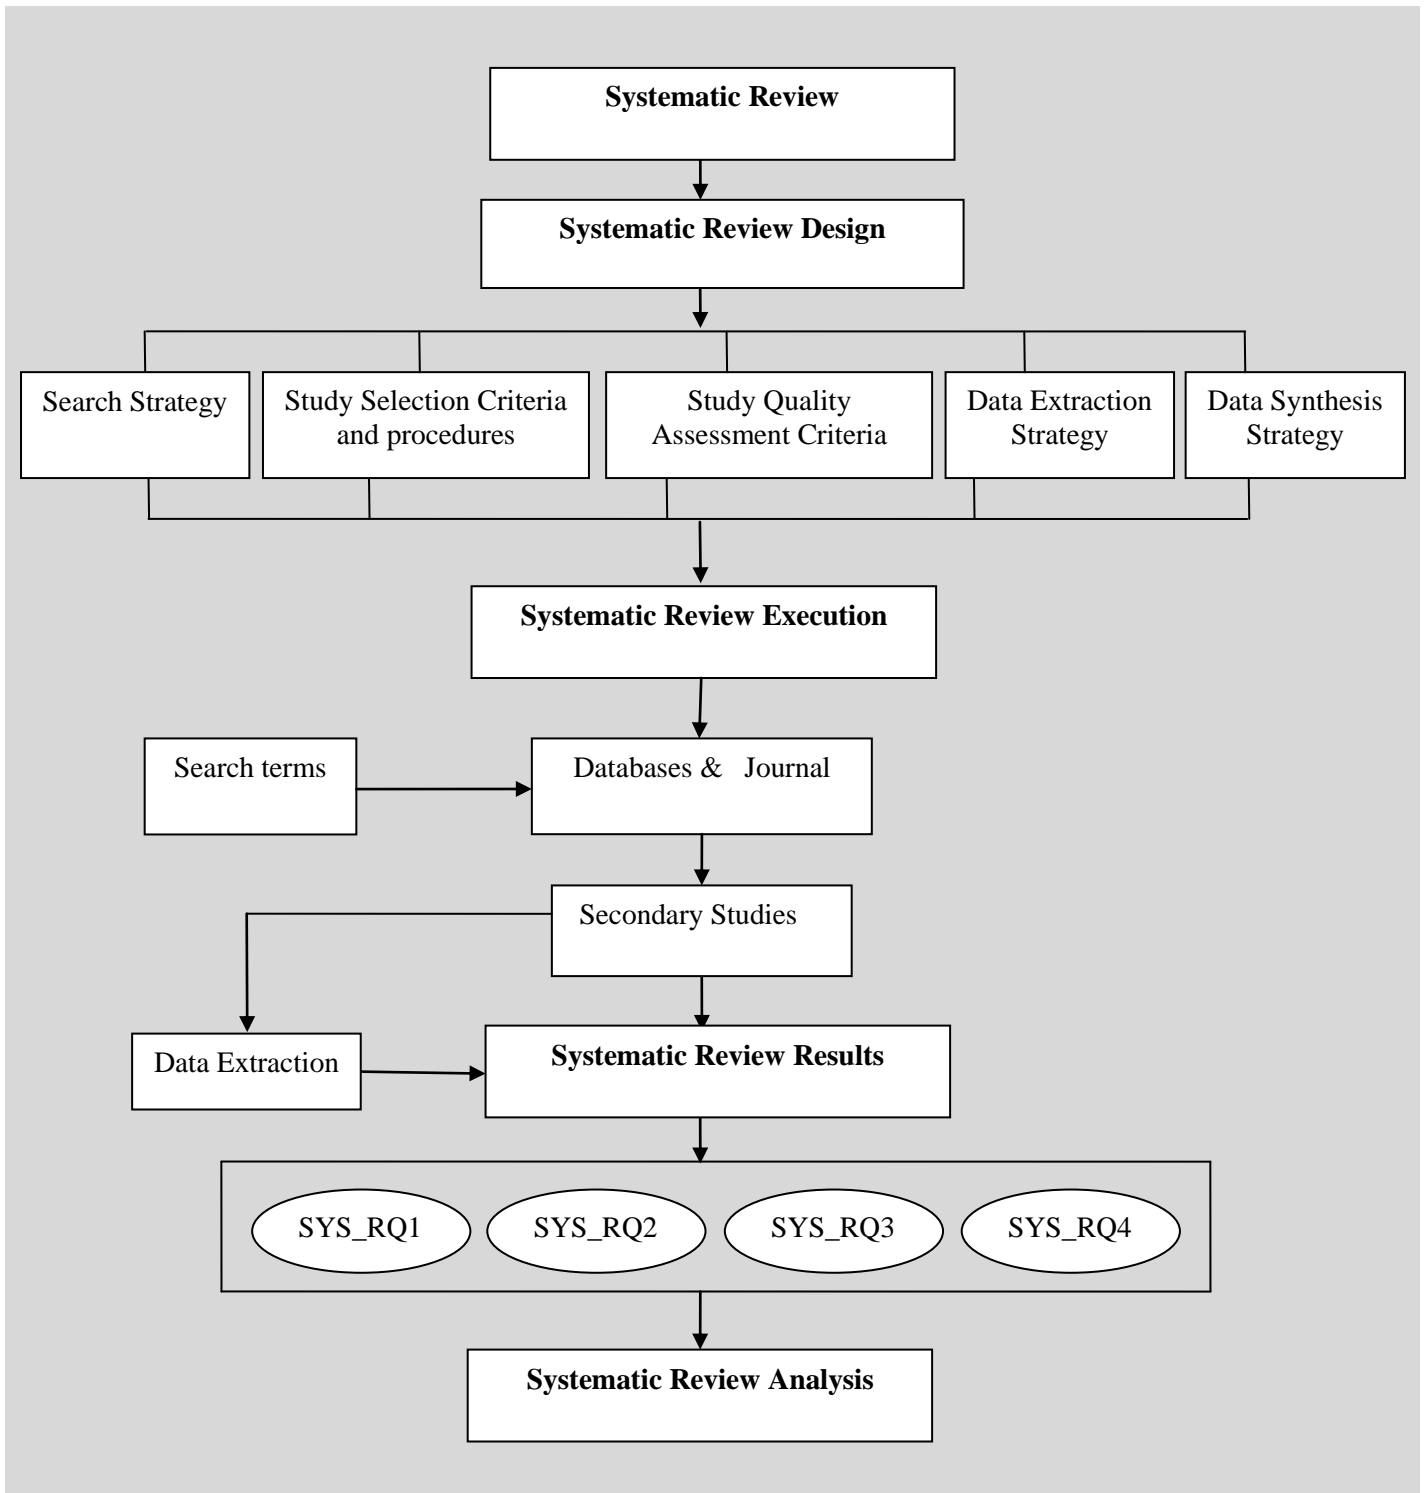 Systematic Review
Systematic Review Design
Search Strategy
Study Selection Criteria
and procedures
Study Quality
Assessment Criteria
Data Extraction
Strategy
Data Synthesis
Strategy
Systematic Review Execution
Search terms
Databases & Journal
Secondary Studies
Data Extraction
Systematic Review Results
SYS_RQ1
SYS_RQ2
SYS_RQ3
SYS_RQ4
Systematic Review Analysis